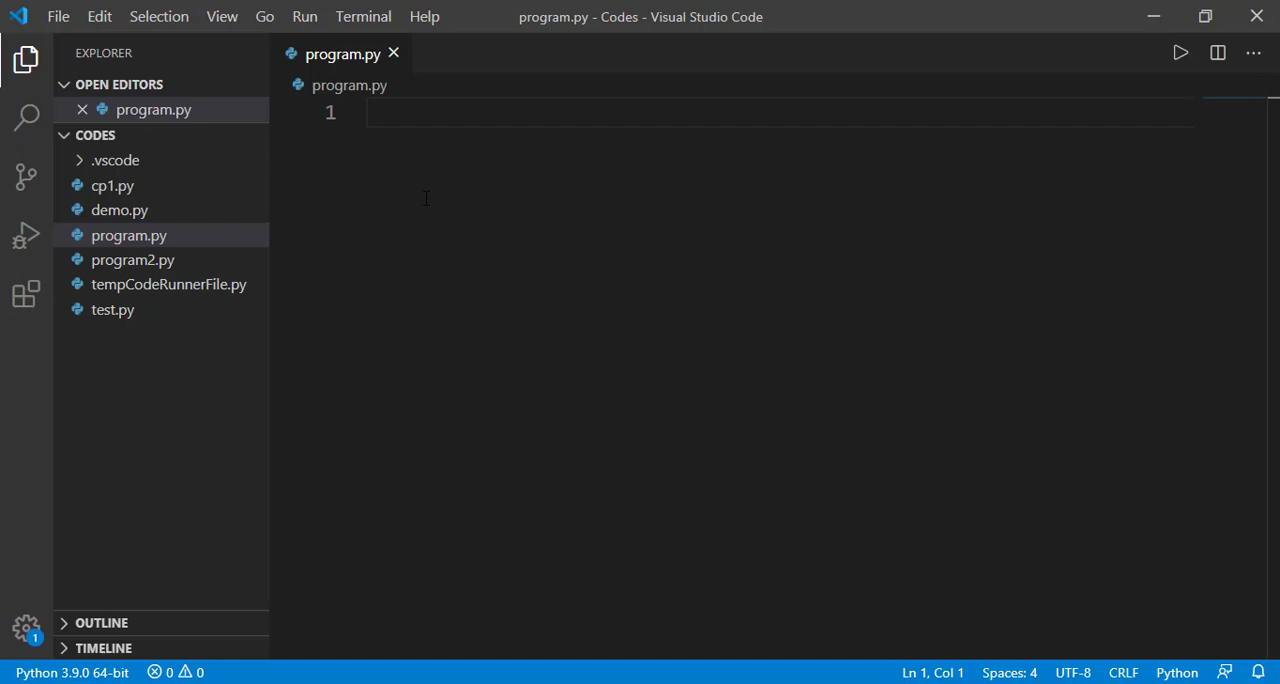 File Edit Selection View Go Run Terminal Help program.py - Codes - Visual Studio Code
EXPLORER
OPEN EDITORS
program.py
CODES
.vscode
cp1.py
demo.py
program.py
program2.py
tempCodeRunnerFile.py
test.py
OUTLINE
TIMELINE
program.py
program.py
1
1
Python 3.9.0 64-bit 0 0 Ln 1, Col 1 Spaces: 4 UTF-8 CRLF Python